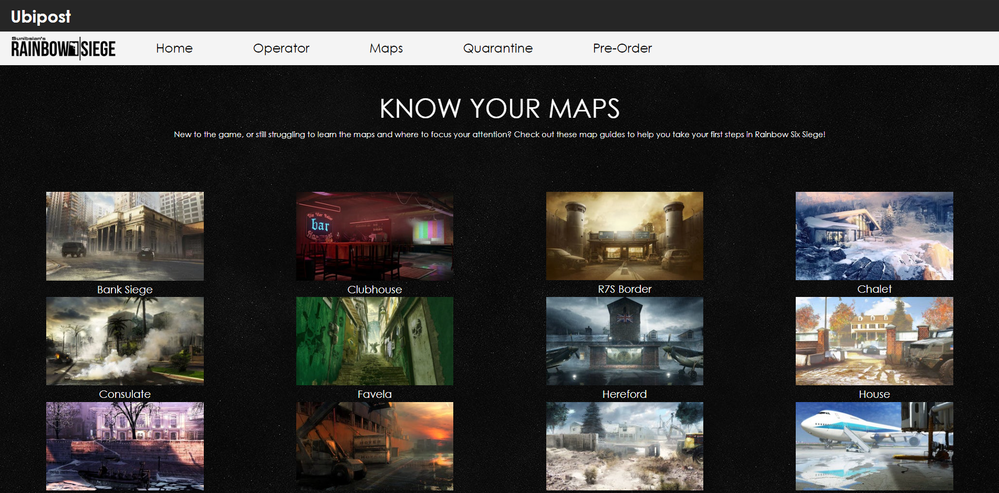 Ubipost
Sunibsian's
RAINBOW SIEGE
Home Operator Maps Quarantine Pre-Order
KNOW YOUR MAPS
New to the game, or still struggling to learn the maps and where to focus your attention? Check out these map guides to help you take your first steps in Rainbow Six Siege!
bar
Bank Siege Clubhouse R7S Border Chalet
Consulate Favela Hereford House